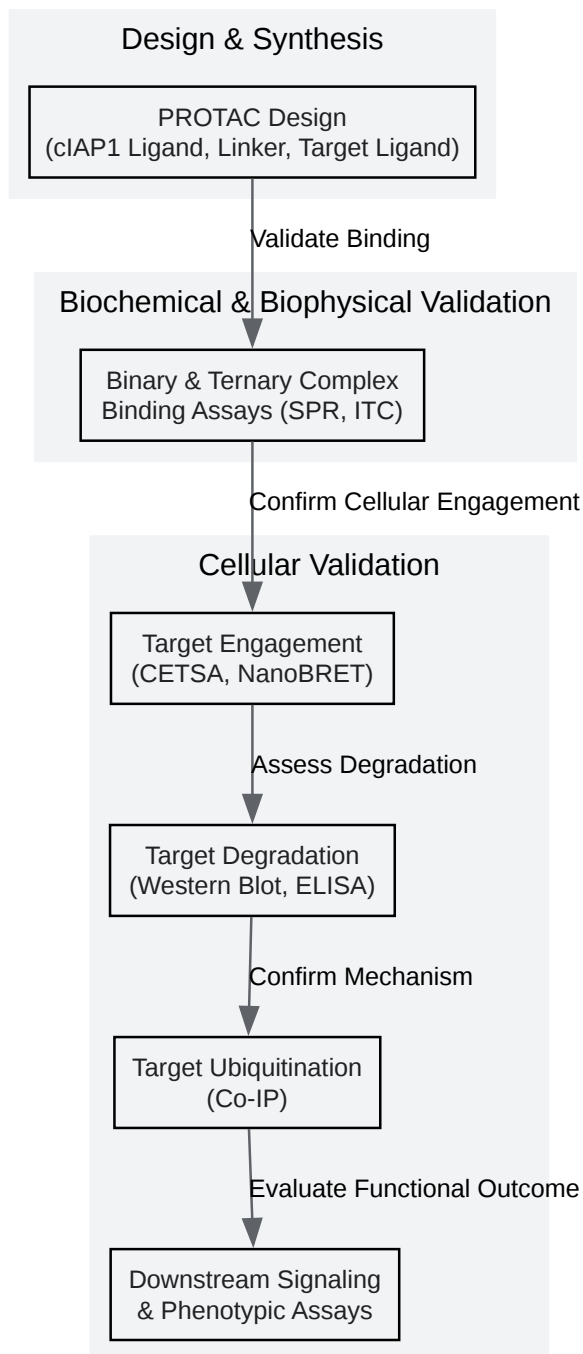 Design & Synthesis
PROTAC Design
(cIAP1 Ligand, Linker, Target Ligand)
Validate Binding
Biochemical & Biophysical Validation
Binary & Ternary Complex
Binding Assays (SPR, ITC)
Confirm Cellular Engagement
Cellular Validation
Target Engagement
(CETSA, NanoBRET)
Assess Degradation
Target Degradation
(Western Blot, ELISA)
Confirm Mechanism
Target Ubiquitination
(Co-IP)
Evaluate Functional Outcome
Downstream Signaling
& Phenotypic Assays